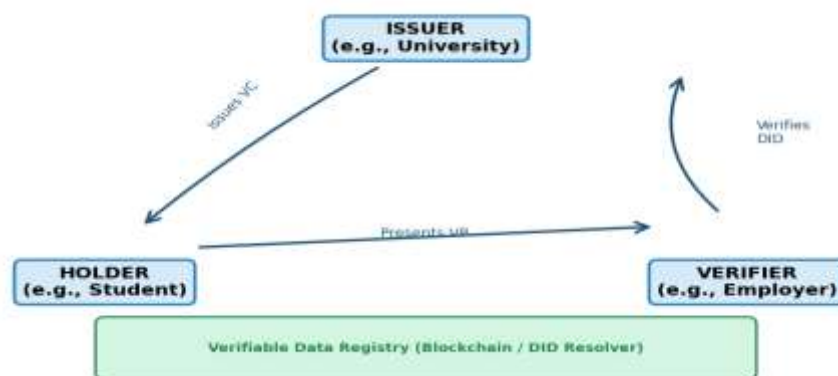 ISSUER
(e.g., University)
Issues VC
Verifies
DID
Presents VP
HOLDER
(e.g., Student)
VERIFIER
(e.g., Employer)
Verifiable Data Registry (Blockchain / DID Resolver)